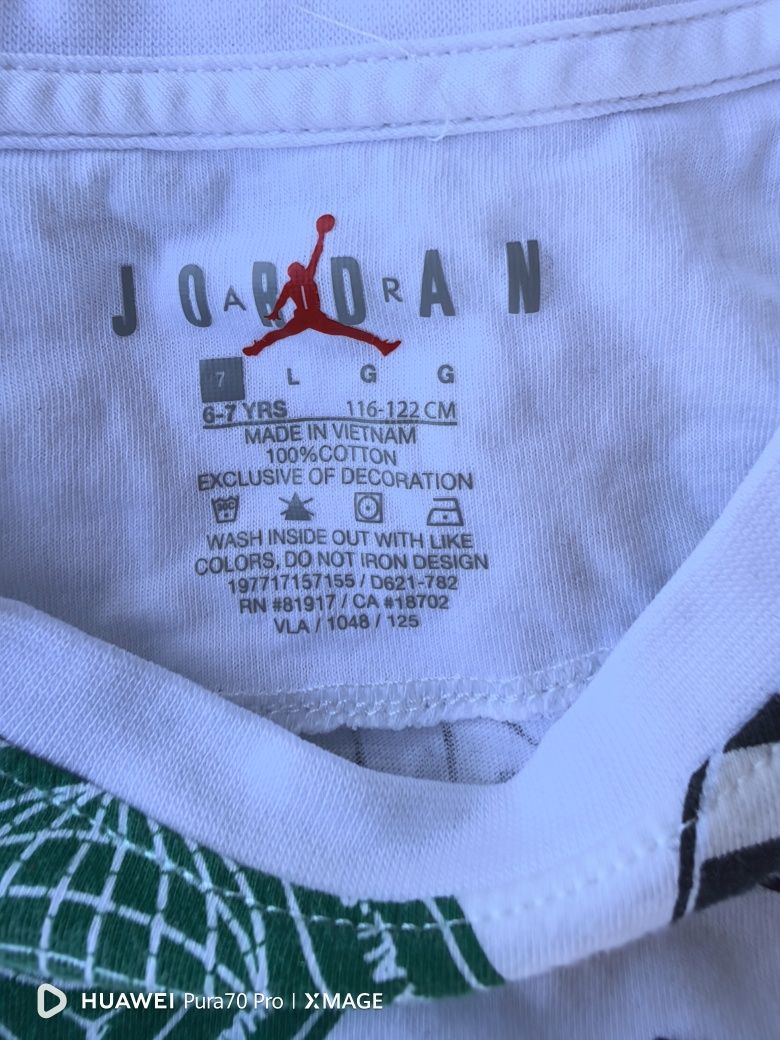 JORDAN
AIR
7 L G G
6-7 YRS 116-122 CM
MADE IN VIETNAM
100%COTTON
EXCLUSIVE OF DECORATION
WASH INSIDE OUT WITH LIKE
COLORS, DO NOT IRON DESIGN
197717157155 / D621-782
RN #81917 / CA #18702
VLA / 1048 / 125
HUAWEI Pura70 Pro | XMAGE